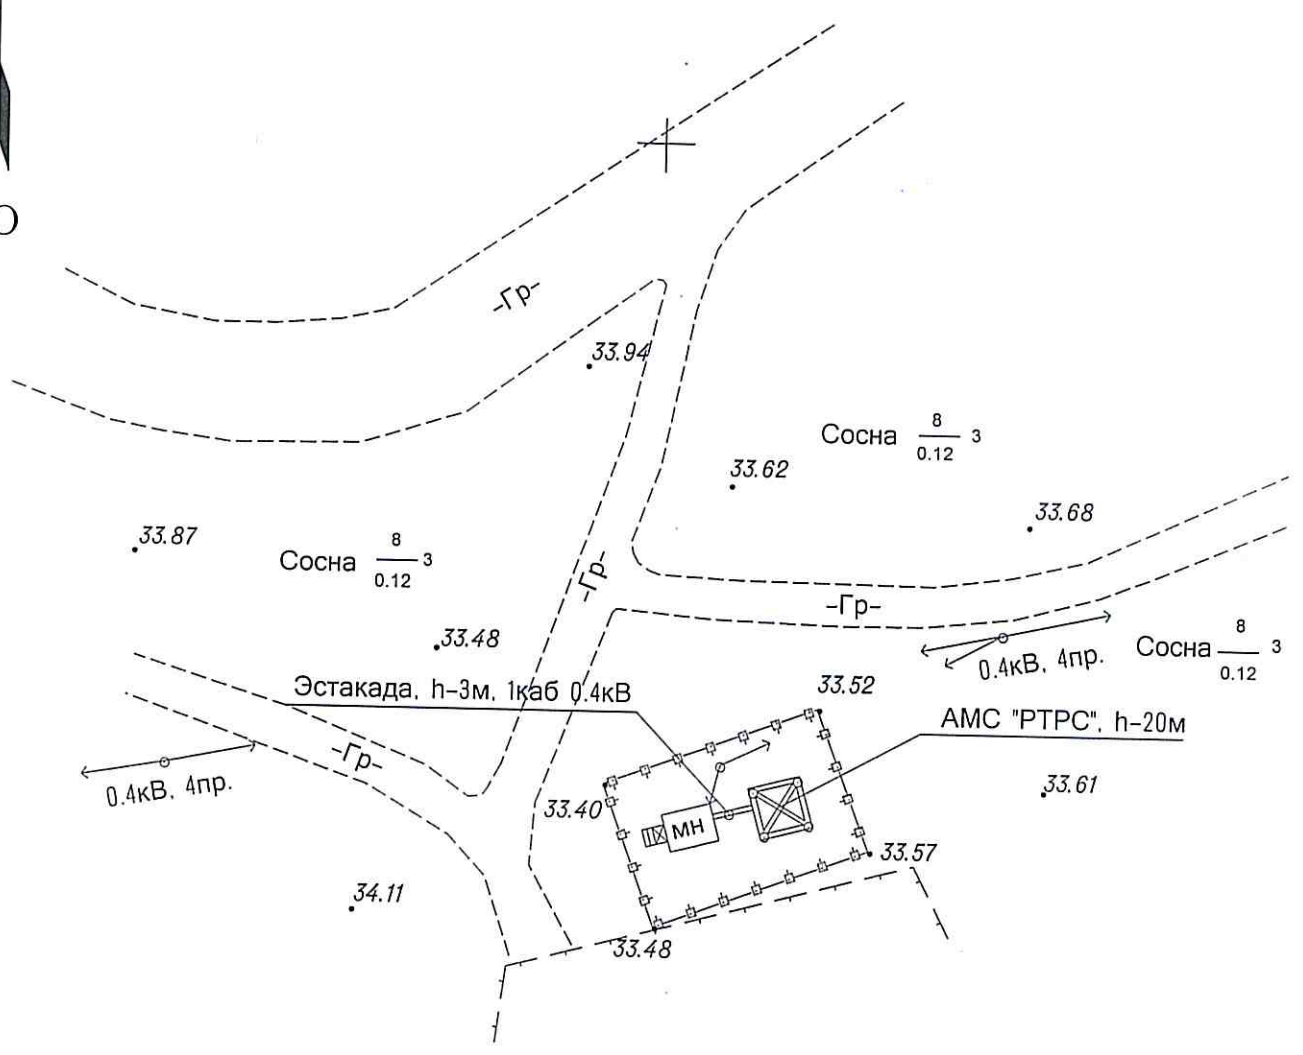 Ю
-Гр-
33.94
Сосна 8/0.12 3
33.62
33.68
33.87
Сосна 8/0.12 3
-Гр-
-Гр-
33.48
0.4кВ, 4пр.
Сосна 8/0.12 3
Эстакада, h-3м, 1каб 0.4кВ
33.52
АМС "РТРС", h-20м
-Гр-
0.4кВ, 4пр.
33.40
МН
33.61
33.57
34.11
33.48